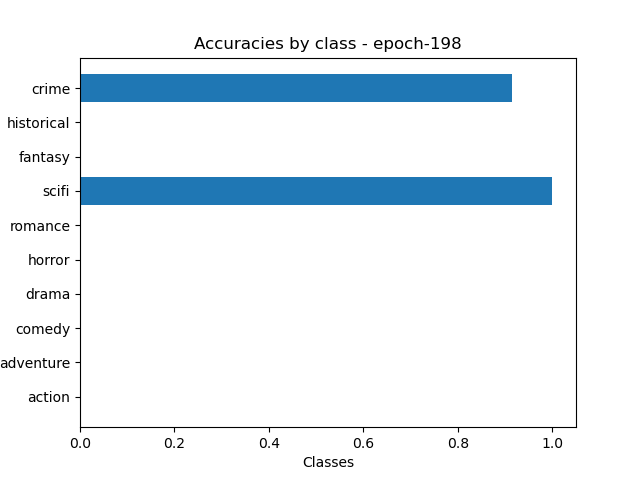 Accuracies by class - epoch-198
crime
historical
fantasy
scifi
romance
horror
drama
comedy
adventure
action
0.0 0.2 0.4 0.6 0.8 1.0
Classes